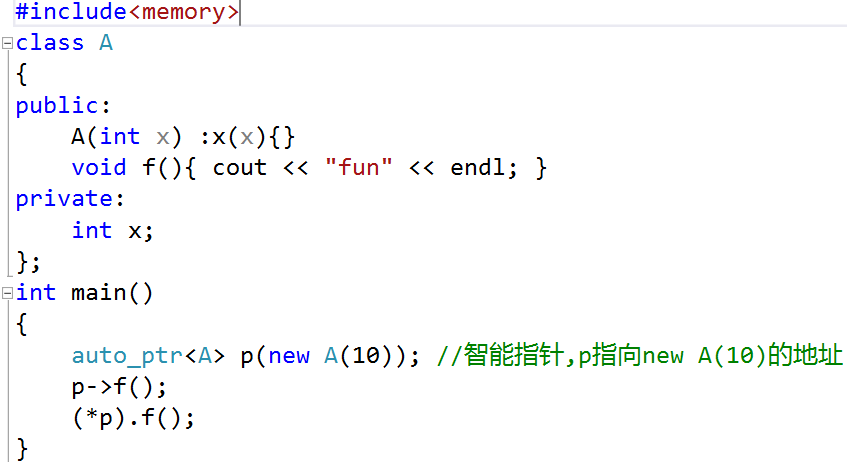 #include<memory>
class A
{
public:
    A(int x) :x(x){}
    void f(){ cout << "fun" << endl; }
private:
    int x;
};
int main()
{
    auto_ptr<A> p(new A(10)); //智能指针,p指向new A(10)的地址
    p->f();
    (*p).f();
}